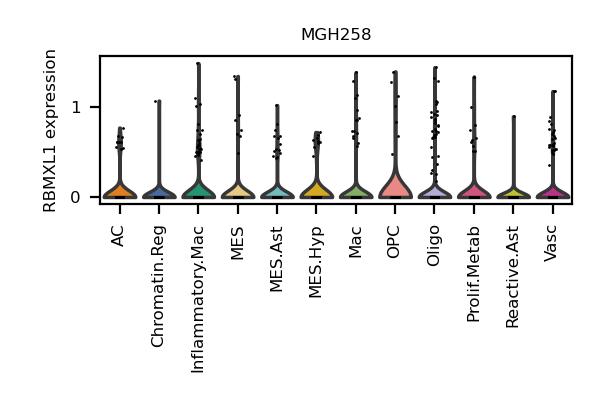 MGH258
RBMXL1 expression
1
0
AC
Chromatin.Reg
Inflammatory.Mac
MES
MES.Ast
MES.Hyp
Mac
OPC
Oligo
Prolif.Metab
Reactive.Ast
Vasc